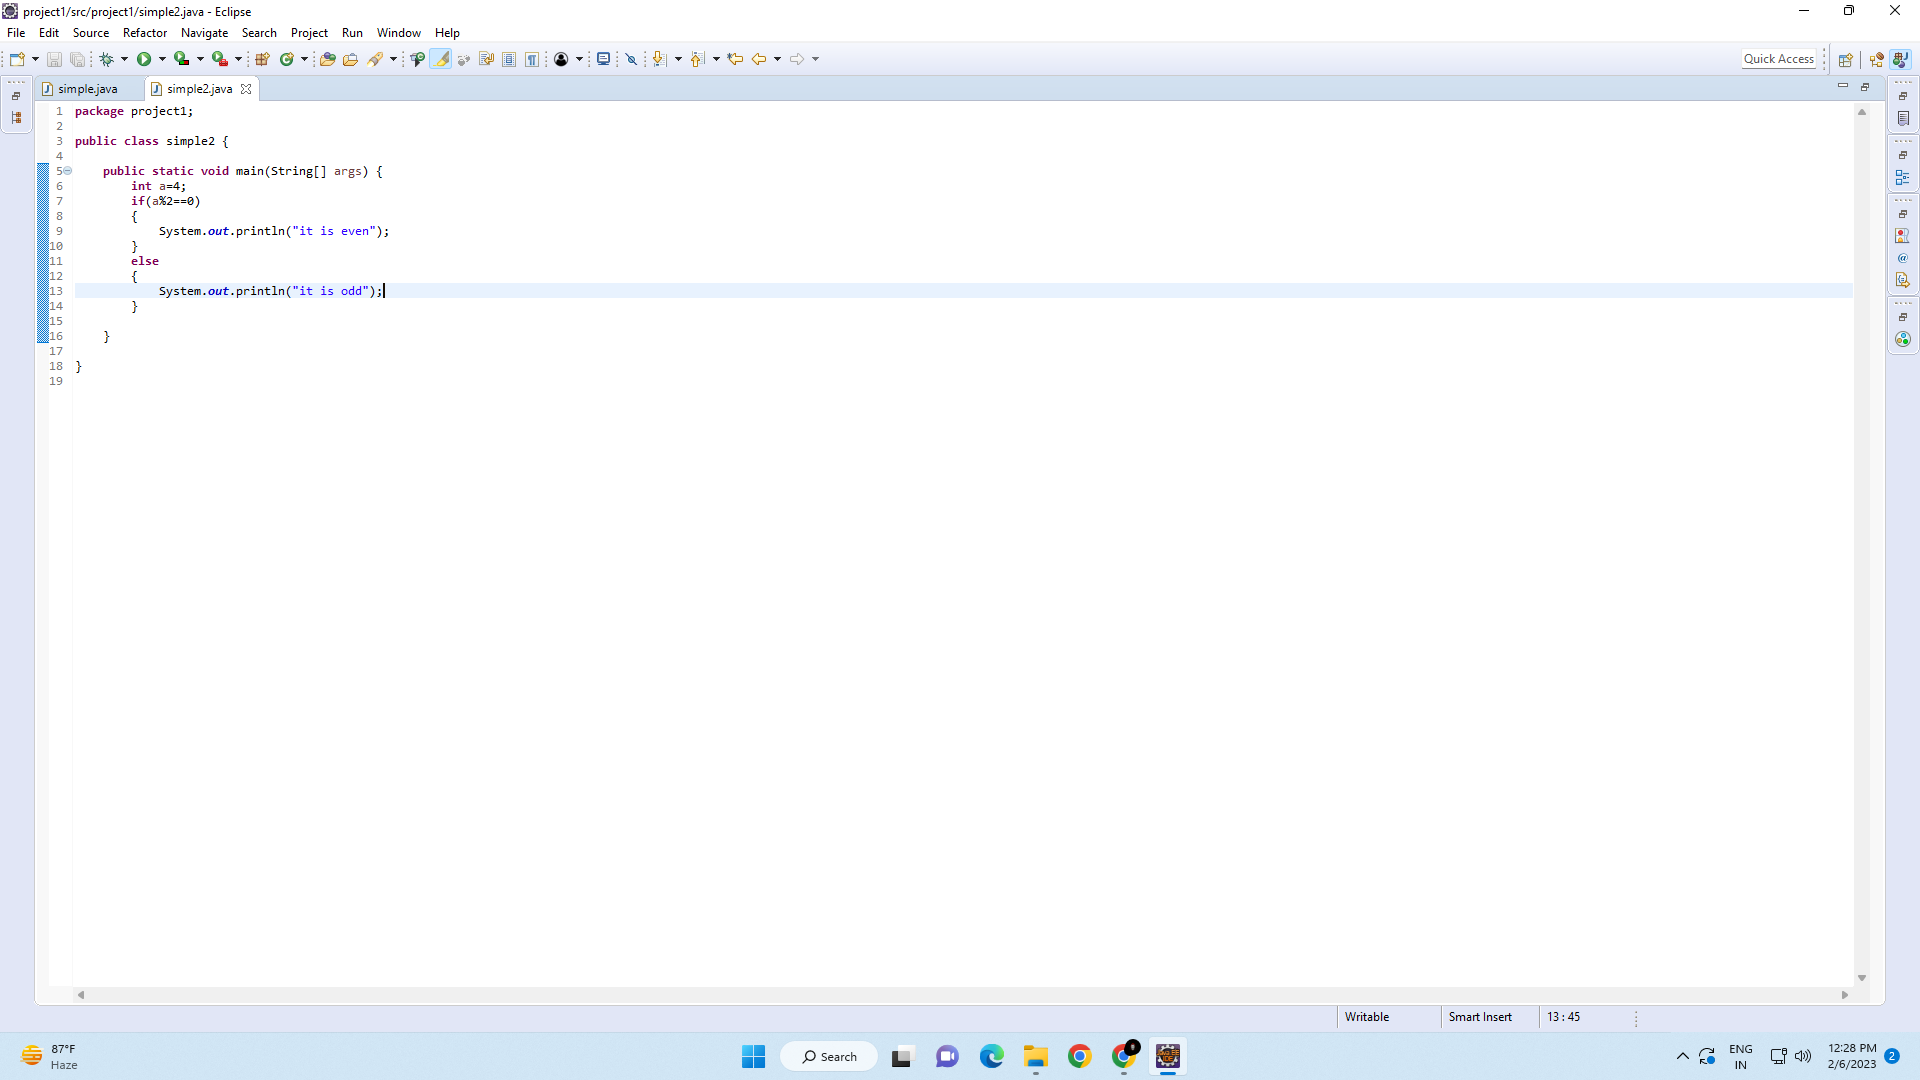 project1/src/project1/simple2.java - Eclipse
File Edit Source Refactor Navigate Search Project Run Window Help
Quick Access
simple.java simple2.java
1 package project1;
2
3 public class simple2 {
4
5 public static void main(String[] args) {
6 int a=4;
7 if(a%2==0)
8 {
9 System.out.println("it is even");
10 }
11 else
12 {
13 System.out.println("it is odd");
14 }
15
16 }
17
18 }
19
Writable Smart Insert 13 : 45
87°F
Haze
Search
ENG
IN
12:28 PM
2/6/2023
2